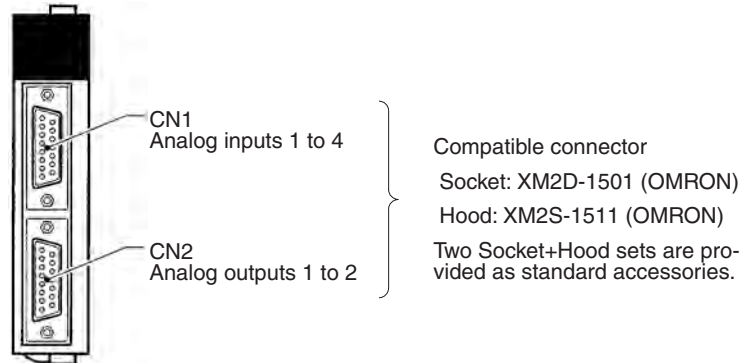 CN1
Analog inputs 1 to 4
CN2
Analog outputs 1 to 2
Compatible connector
Socket: XM2D-1501 (OMRON)
Hood: XM2S-1511 (OMRON)
Two Socket+Hood sets are pro-
vided as standard accessories.